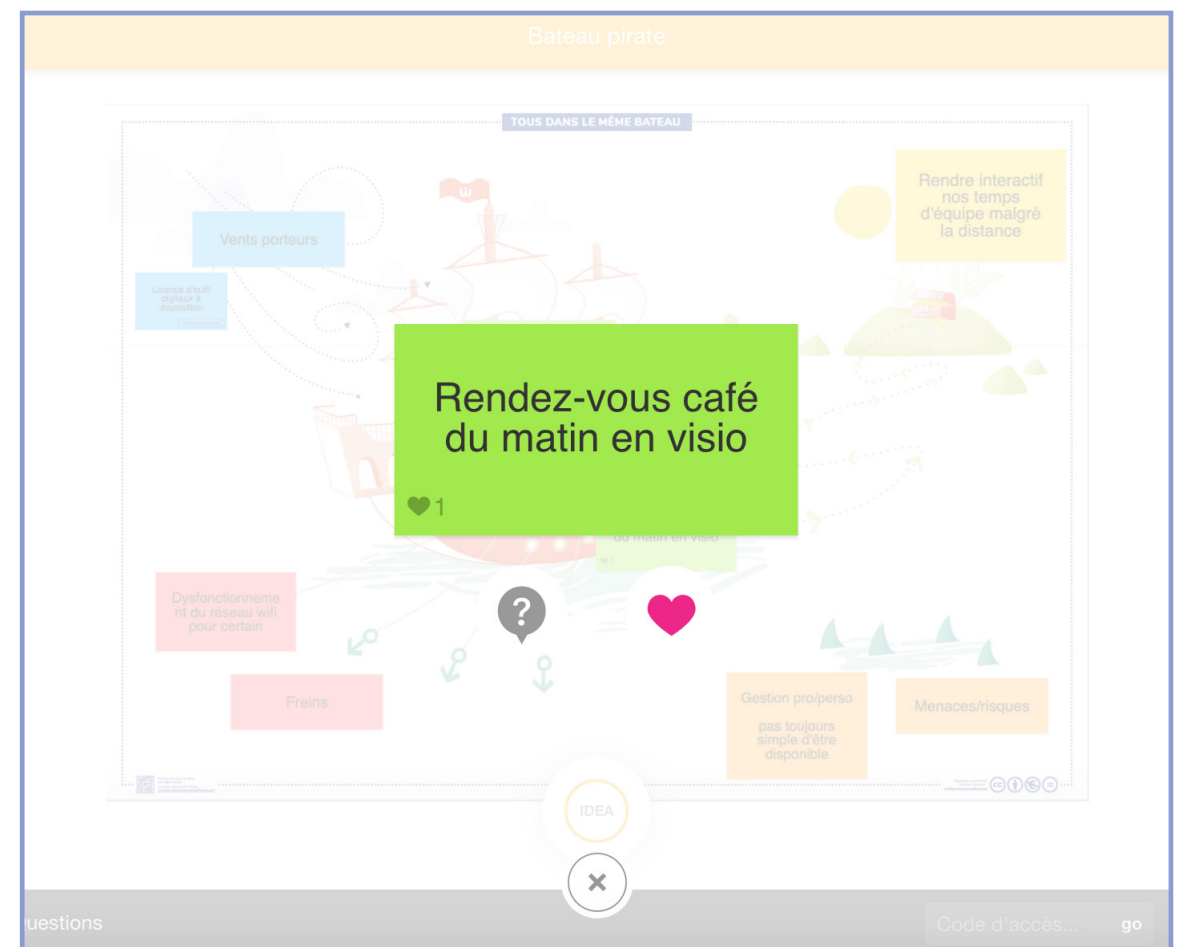 Bateau pirate
TOUS DANS LE MÊME BATEAU
Rendre interactif
nos temps
d'équipe malgré
la distance
Vents porteurs
Licence d'outil
digitaux à
disposition
Rendez-vous café
du matin en visio
1
du matin en visio
Dysfonctionneme
nt du réseau wifi
pour certain
?
Freins
Gestion pro/perso
pas toujours
simple d'être
disponible
Menaces/risques
IDEA
uestions
Code d'accès...
go